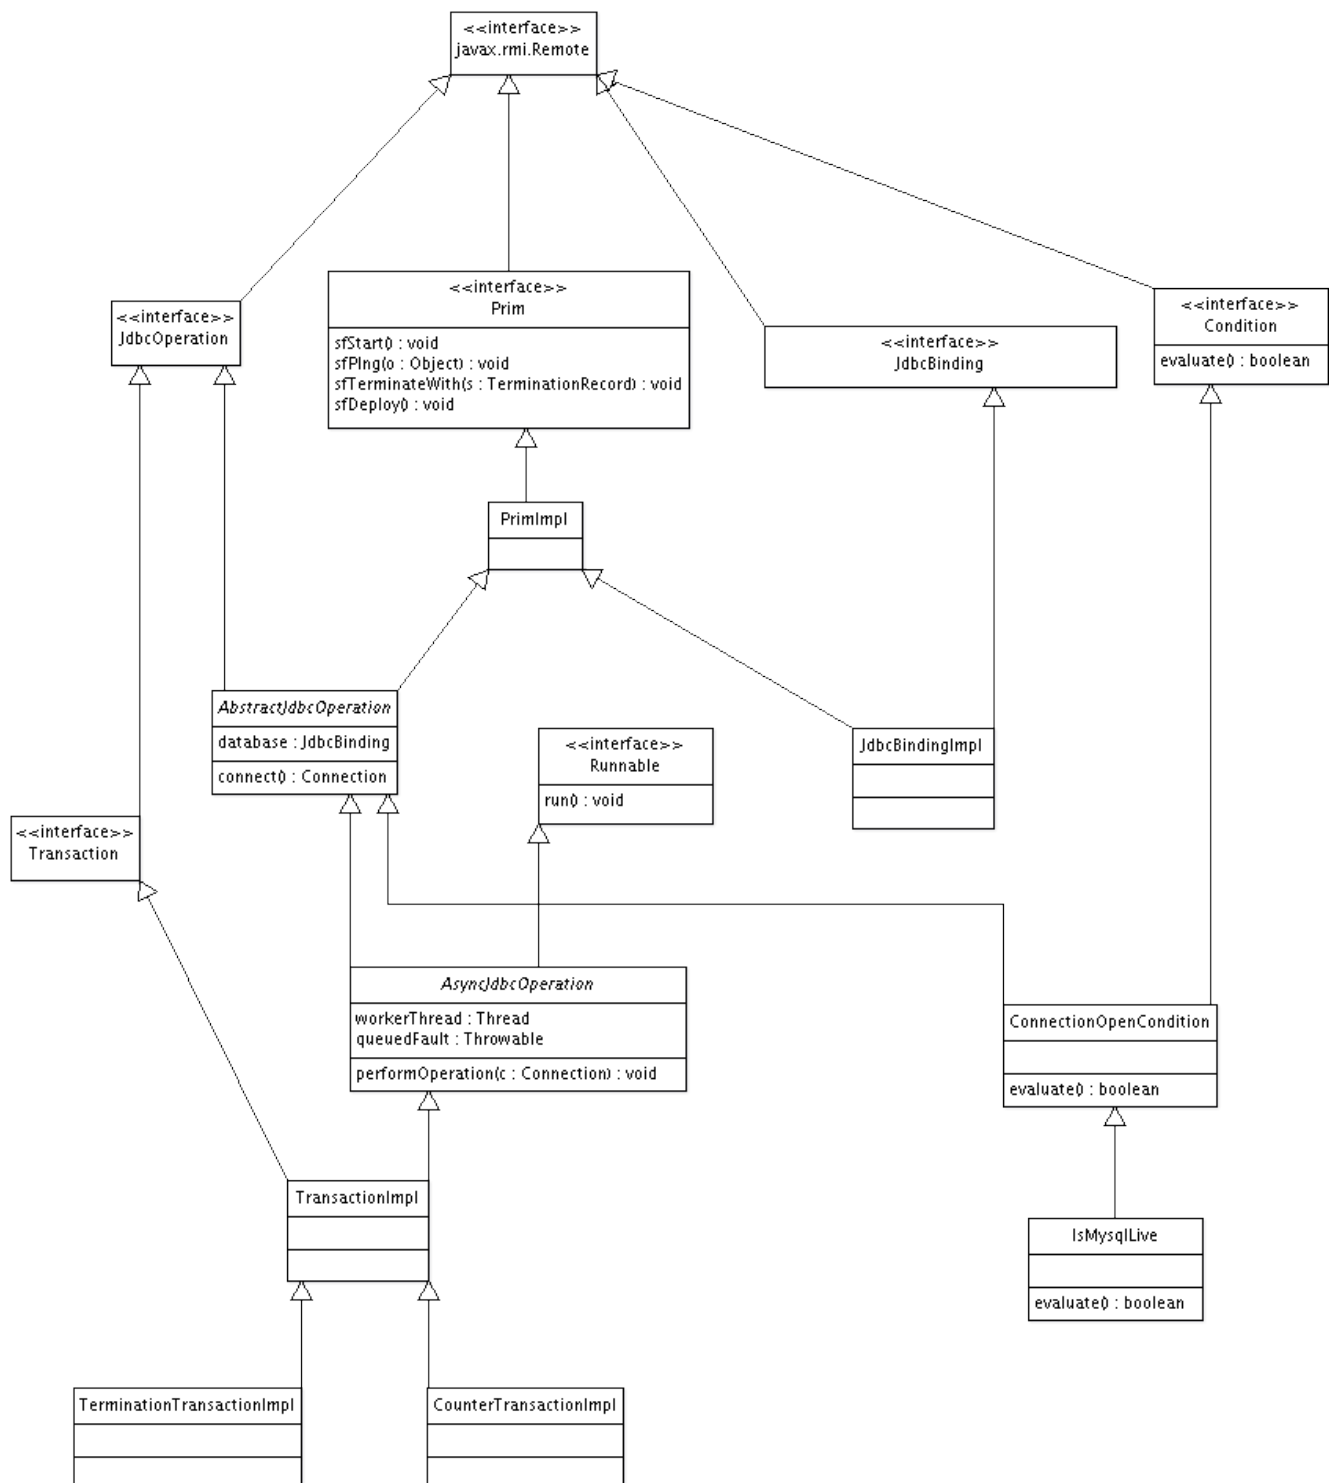 <<interface>>
javax.rmi.Remote
<<interface>>
JdbcOperation
<<interface>>
Prim
sfStart() : void
sfPIng(o : Object) : void
sfTerminateWith(s : TerminationRecord) : void
sfDeploy() : void
<<interface>>
JdbcBinding
<<interface>>
Condition
evaluate() : boolean
PrimImpl
AbstractJdbcOperation
database : JdbcBinding
connect() : Connection
<<interface>>
Runnable
run() : void
JdbcBindingImpl
<<interface>>
Transaction
AsyncJdbcOperation
workerThread : Thread
queuedFault : Throwable
performOperation(c : Connection) : void
ConnectionOpenCondition
evaluate() : boolean
TransactionImpl
IsMysqlLive
evaluate() : boolean
TerminationTransactionImpl
CounterTransactionImpl